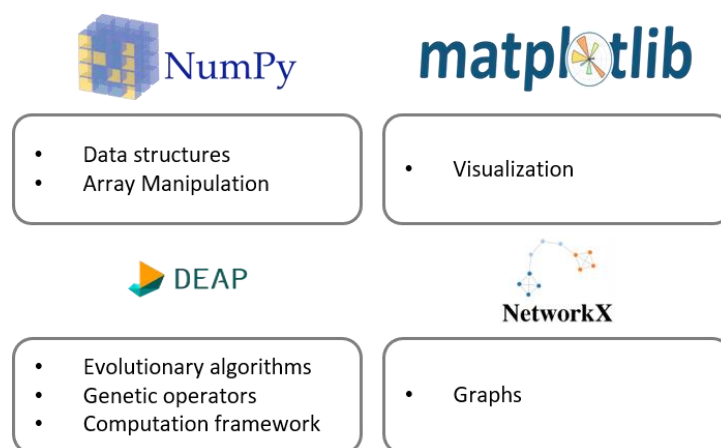 NumPy
matplotlib
• Data structures
• Array Manipulation
• Visualization
DEAP
NetworkX
• Evolutionary algorithms
• Genetic operators
• Computation framework
• Graphs